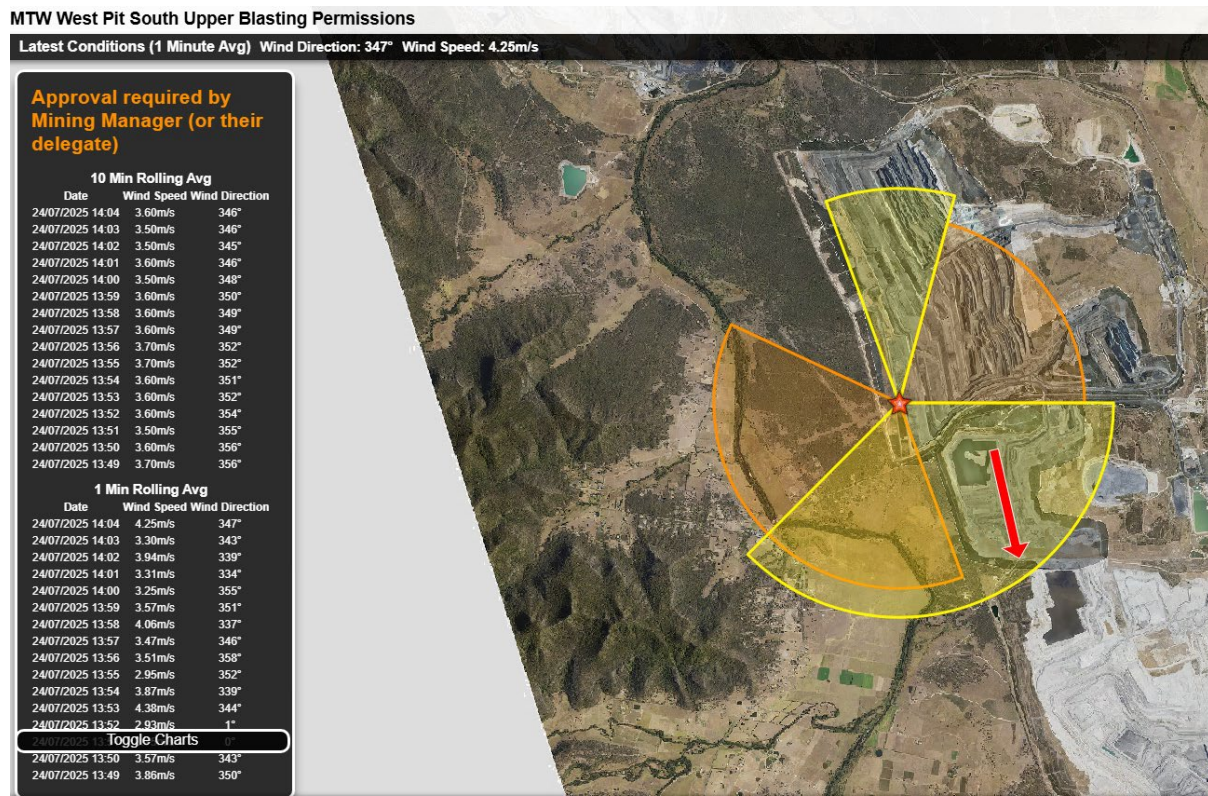 MTW West Pit South Upper Blasting Permissions
Latest Conditions (1 Minute Avg) Wind Direction: 347° Wind Speed: 4.25m/s
Approval required by
Mining Manager (or their
delegate)
10 Min Rolling Avg
Date Wind Speed Wind Direction
24/07/2025 14:04 3.60m/s 346°
24/07/2025 14:03 3.50m/s 346°
24/07/2025 14:02 3.50m/s 345°
24/07/2025 14:01 3.60m/s 346°
24/07/2025 14:00 3.50m/s 348°
24/07/2025 13:59 3.60m/s 350°
24/07/2025 13:58 3.60m/s 349°
24/07/2025 13:57 3.60m/s 349°
24/07/2025 13:56 3.70m/s 352°
24/07/2025 13:55 3.70m/s 352°
24/07/2025 13:54 3.60m/s 351°
24/07/2025 13:53 3.60m/s 352°
24/07/2025 13:52 3.60m/s 354°
24/07/2025 13:51 3.50m/s 355°
24/07/2025 13:50 3.60m/s 356°
24/07/2025 13:49 3.70m/s 356°
1 Min Rolling Avg
Date Wind Speed Wind Direction
24/07/2025 14:04 4.25m/s 347°
24/07/2025 14:03 3.30m/s 343°
24/07/2025 14:02 3.94m/s 339°
24/07/2025 14:01 3.31m/s 334°
24/07/2025 14:00 3.25m/s 355°
24/07/2025 13:59 3.57m/s 351°
24/07/2025 13:58 4.06m/s 337°
24/07/2025 13:57 3.47m/s 346°
24/07/2025 13:56 3.51m/s 358°
24/07/2025 13:55 2.95m/s 352°
24/07/2025 13:54 3.87m/s 339°
24/07/2025 13:53 4.38m/s 344°
24/07/2025 13:52 2.93m/s 1°
24/07/2025 0°
Toggle Charts
24/07/2025 13:50 3.57m/s 343°
24/07/2025 13:49 3.86m/s 350°